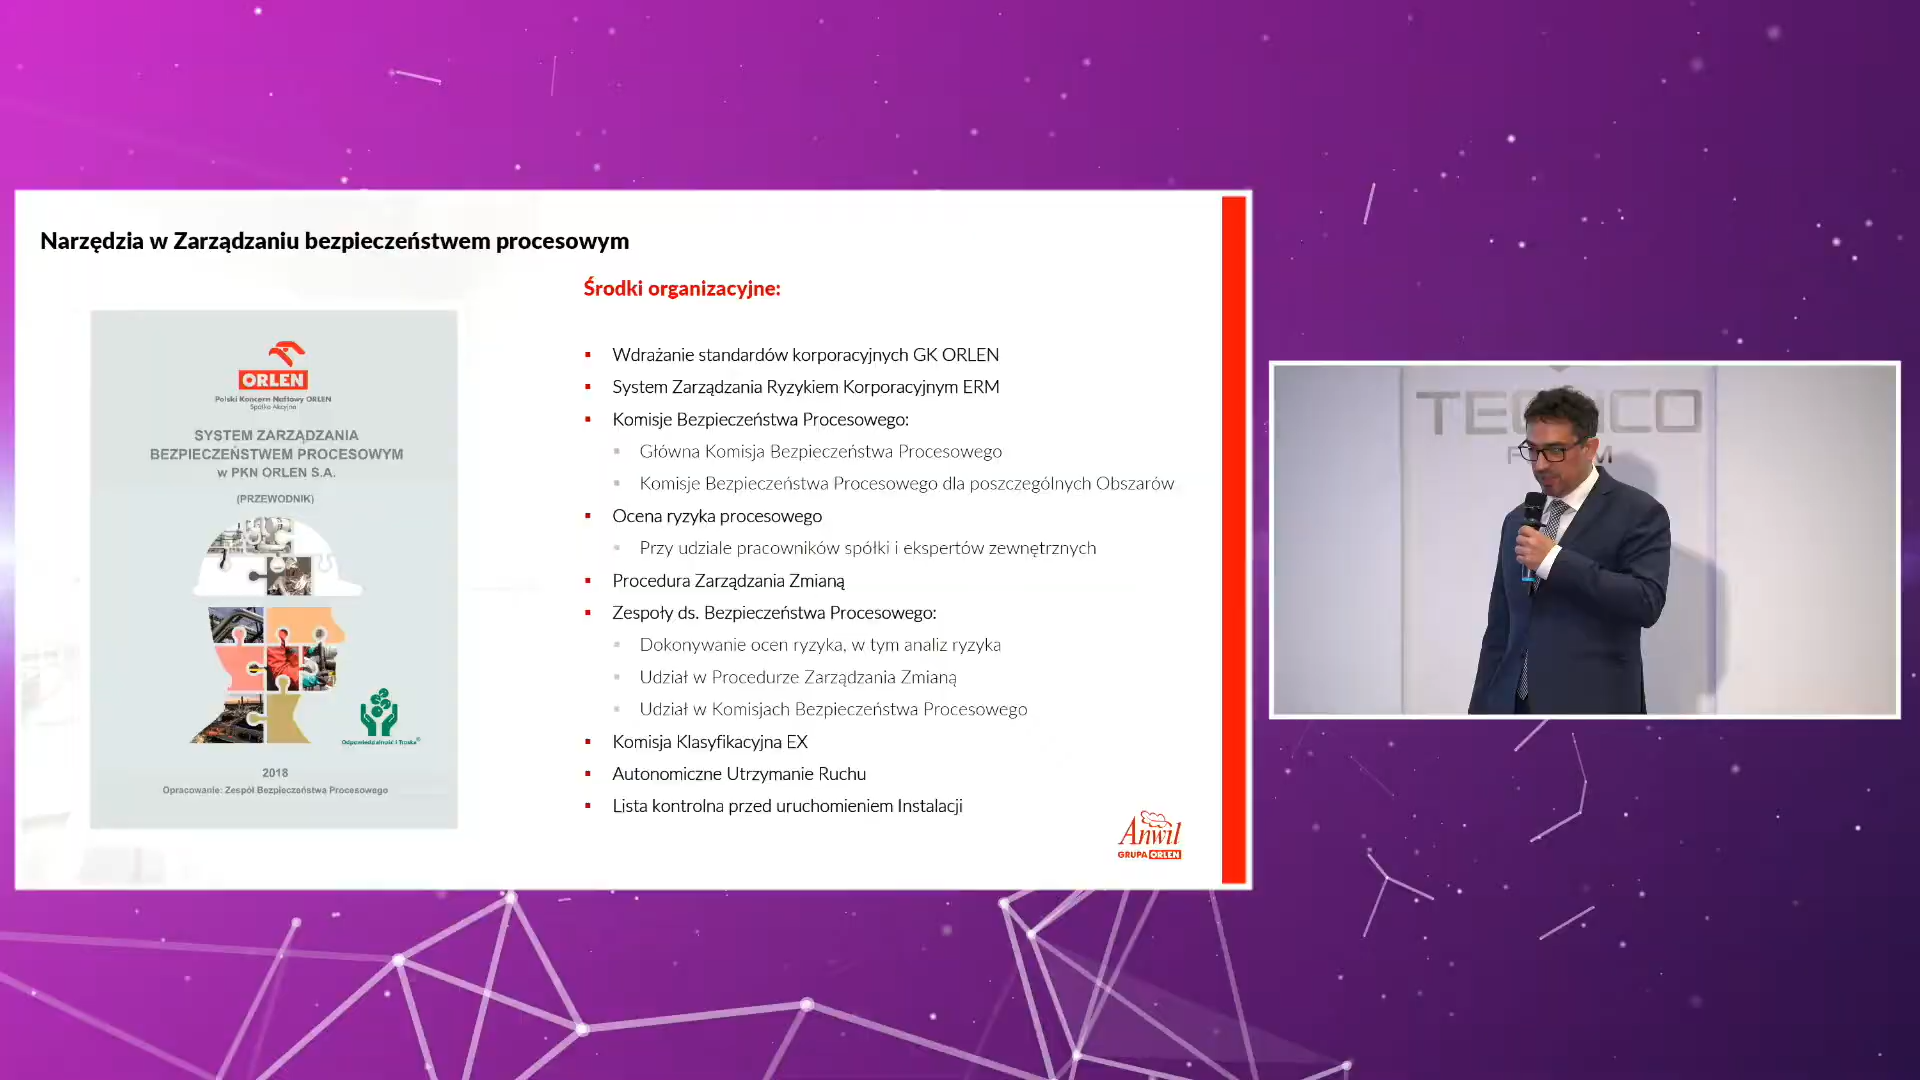 Narzędzia w Zarządzaniu bezpieczeństwem procesowym
Środki organizacyjne:
ORLEN
Polski Koncern Naftowy ORLEN
Spółka Akcyjna
SYSTEM ZARZĄDZANIA
BEZPIECZEŃSTWEM PROCESOWYM
w PKN ORLEN S.A.
(PRZEWODNIK)
Odpowiedzialność i Troska
2018
Opracowanie: Zespół Bezpieczeństwa Procesowego
▪ Wdrażanie standardów korporacyjnych GK ORLEN
▪ System Zarządzania Ryzykiem Korporacyjnym ERM
▪ Komisje Bezpieczeństwa Procesowego:
▪ Główna Komisja Bezpieczeństwa Procesowego
▪ Komisje Bezpieczeństwa Procesowego dla poszczególnych Obszarów
▪ Ocena ryzyka procesowego
▪ Przy udziale pracowników spółki i ekspertów zewnętrznych
▪ Procedura Zarządzania Zmianą
▪ Zespoły ds. Bezpieczeństwa Procesowego:
▪ Dokonywanie ocen ryzyka, w tym analiz ryzyka
▪ Udział w Procedurze Zarządzania Zmianą
▪ Udział w Komisjach Bezpieczeństwa Procesowego
▪ Komisja Klasyfikacyjna EX
▪ Autonomiczne Utrzymanie Ruchu
▪ Lista kontrolna przed uruchomieniem Instalacji
Anwil
GRUPA ORLEN